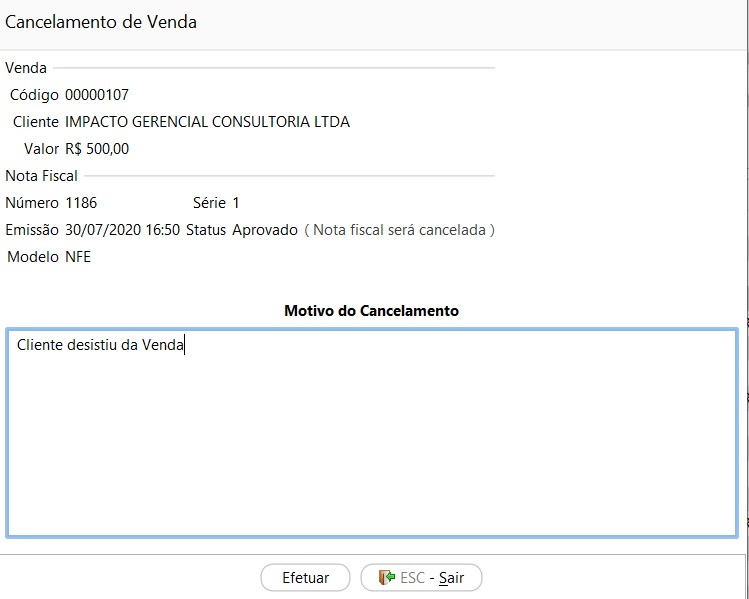 Cancelamento de Venda
Venda
Código 00000107
Cliente IMPACTO GERENCIAL CONSULTORIA LTDA
Valor R$ 500,00
Nota Fiscal
Número 1186 Série 1
Emissão 30/07/2020 16:50 Status Aprovado ( Nota fiscal será cancelada )
Modelo NFE
Motivo do Cancelamento
Cliente desistiu da Venda
Efetuar ESC - Sair